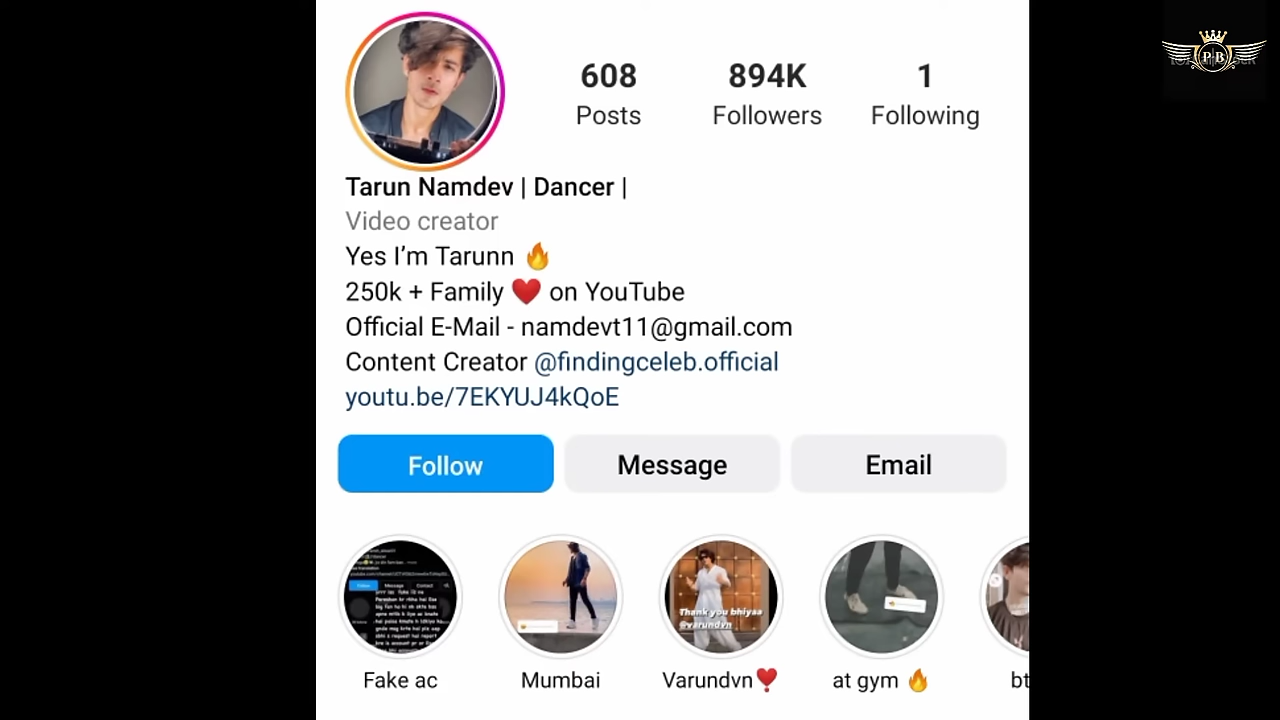 608
894K
1
Posts
Followers
Following
Tarun Namdev | Dancer |
Video creator
Yes I’m Tarunn 🔥
250k + Family ❤️ on YouTube
Official E-Mail - namdevt11@gmail.com
Content Creator @findingceleb.official
youtu.be/7EKYUJ4kQoE
Follow
Message
Email
Thank you bhiyaa
@varundvn
Fake ac
Mumbai
Varundvn❣️
at gym 🔥
bt
PB